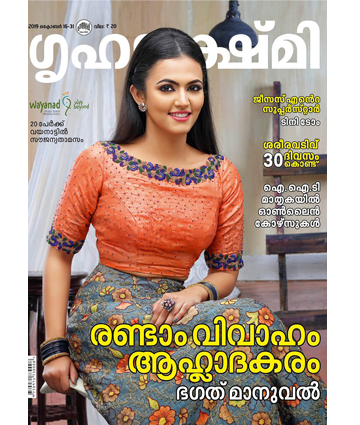 2019 ഒക്ടോബർ 16-31 വില: ₹ 20
ഗൃഹലക്ഷ്മി
wayanad
20 പേർക്ക്
വയനാട്ടിൽ
സൗജന്യതാമസം
ജീസസ് എന്റെ
സൂപ്പർസ്റ്റാർ
ടിനി ടോം
ശരീരവടിവ്
30 ദിവസം
കൊണ്ട്
ഐ.ഐ.ടി
മാതൃകയിൽ
ഓൺലൈൻ
കോഴ്സുകൾ
രണ്ടാം വിവാഹം
ആഹ്ലാദകരം
ഭഗത് മാനുവൽ